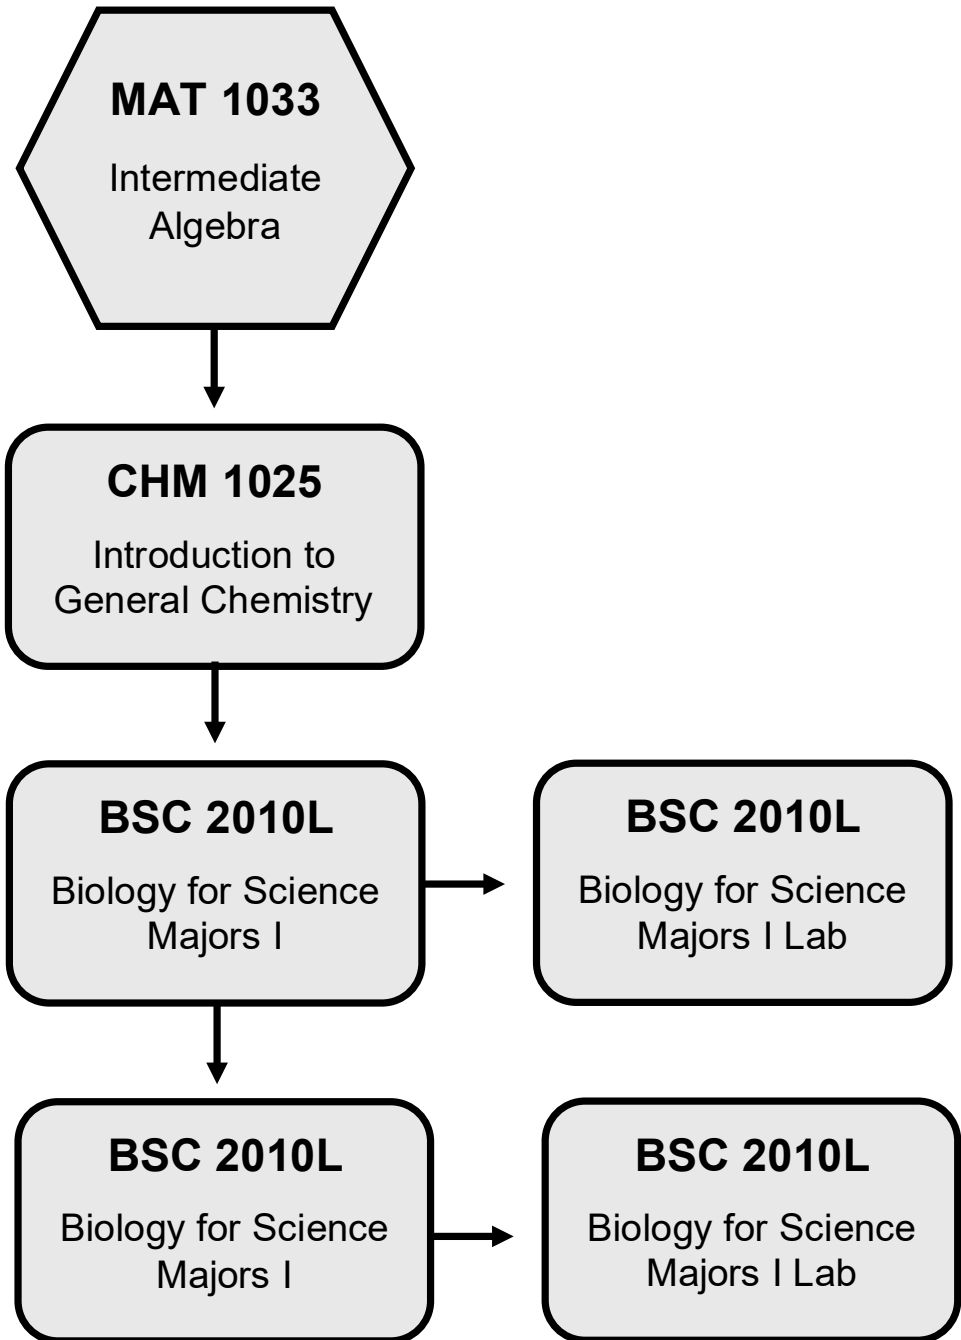 MAT 1033
Intermediate
Algebra
CHM 1025
Introduction to
General Chemistry
BSC 2010L
Biology for Science
Majors I
BSC 2010L
Biology for Science
Majors I Lab
BSC 2010L
Biology for Science
Majors I
BSC 2010L
Biology for Science
Majors I Lab